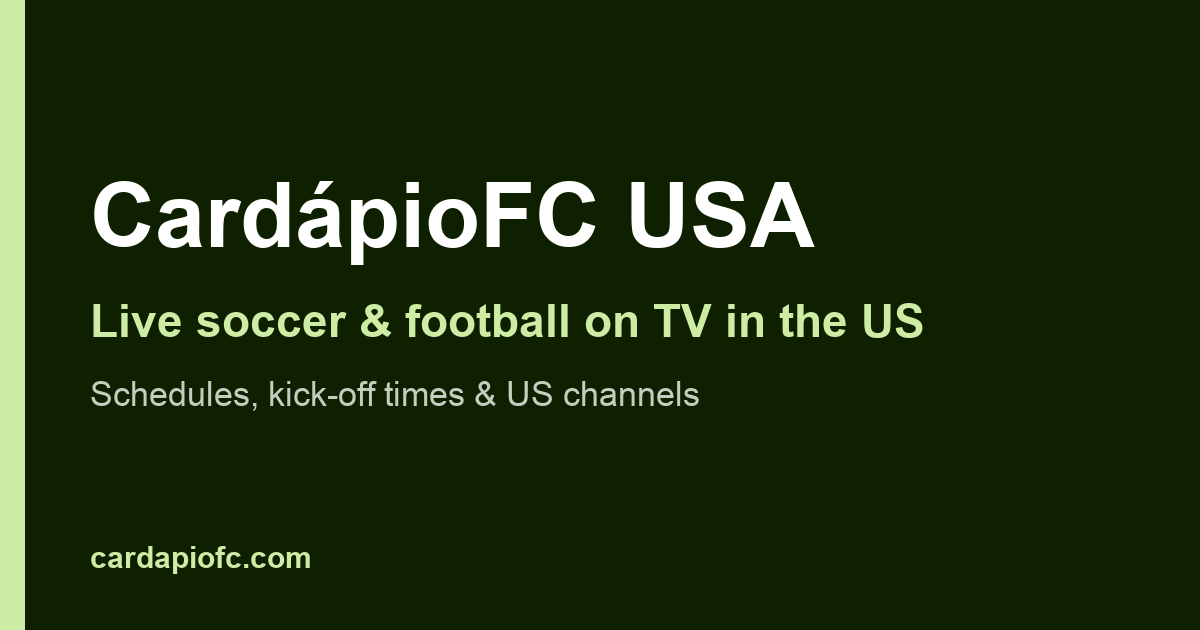 CardápioFC USA
Live soccer & football on TV in the US
Schedules, kick-off times & US channels
cardapiofc.com